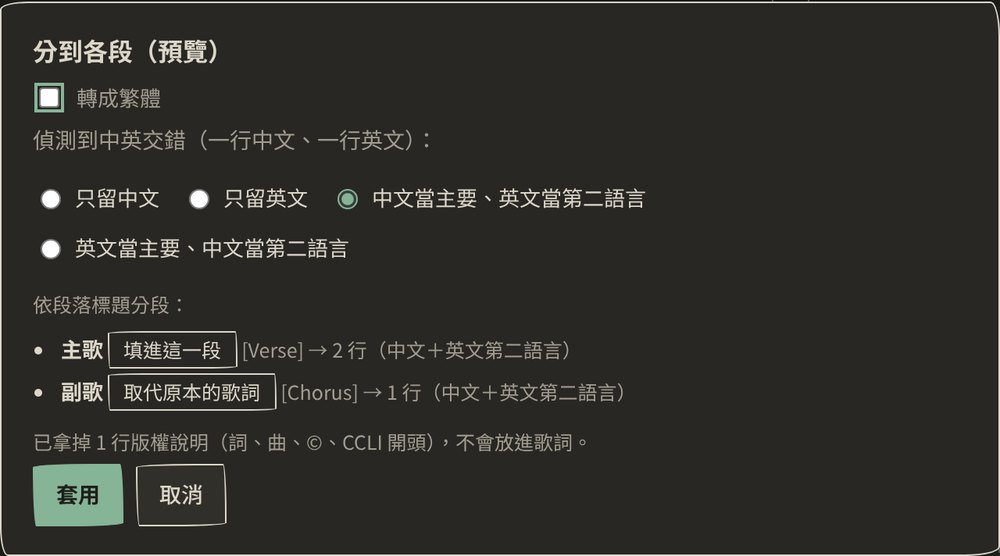 分到各段（預覽）
轉成繁體
偵測到中英交錯（一行中文、一行英文）：
只留中文 只留英文 中文當主要、英文當第二語言
英文當主要、中文當第二語言
依段落標題分段：
• 主歌 填進這一段 [Verse] → 2 行（中文＋英文第二語言）
• 副歌 取代原本的歌詞 [Chorus] → 1 行（中文＋英文第二語言）
已拿掉 1 行版權說明（詞、曲、©、CCLI 開頭），不會放進歌詞。
套用 取消